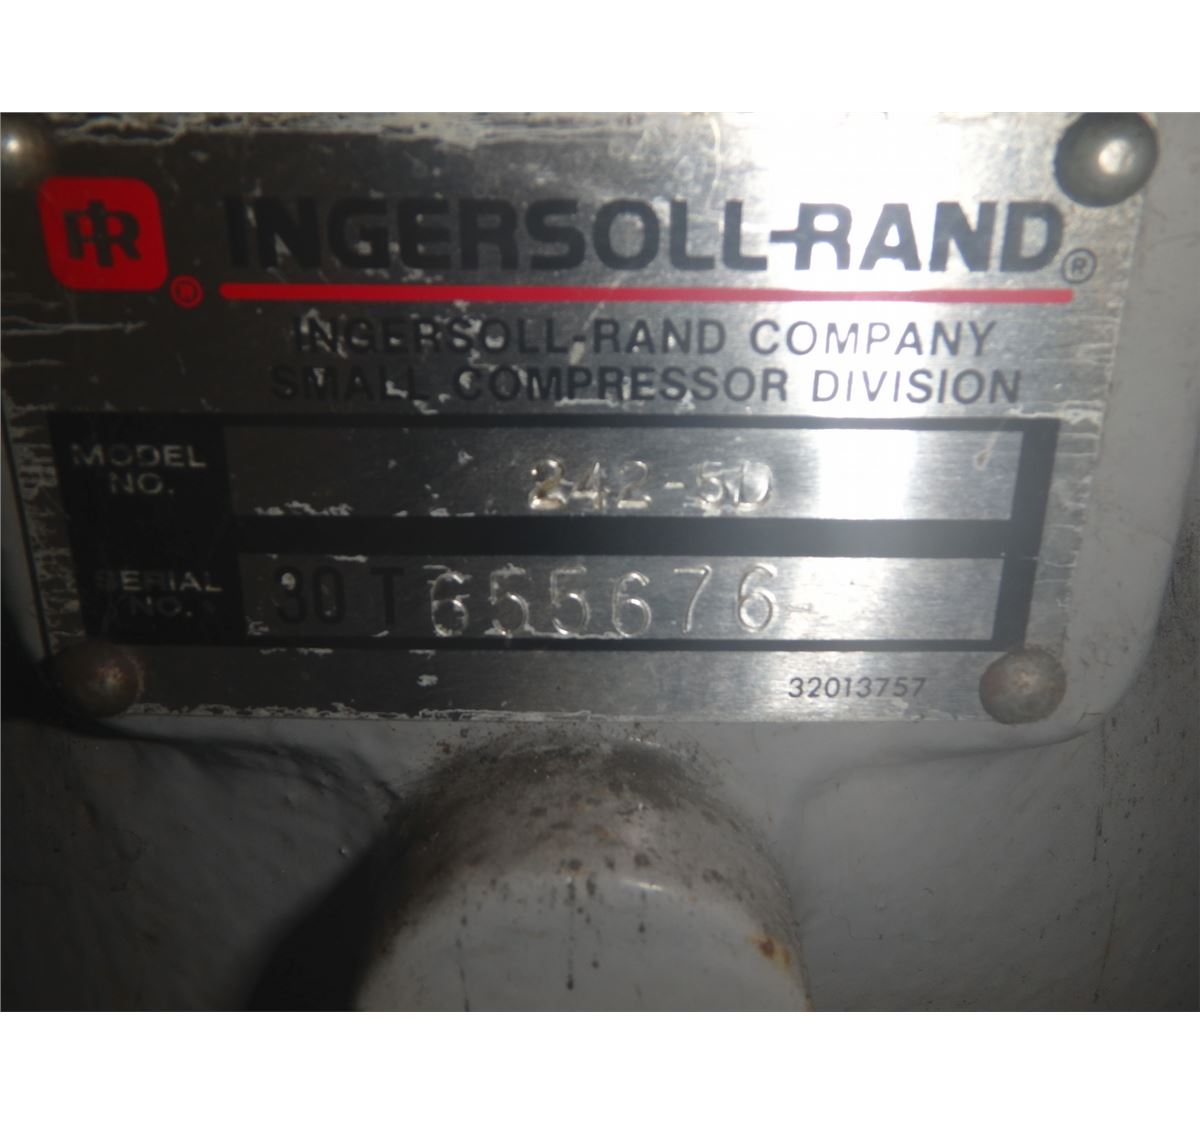 IR® INGERSOLL-RAND®
INGERSOLL-RAND COMPANY
SMALL COMPRESSOR DIVISION
MODEL NO. 242-5D
SERIAL NO. 30T655676
32013757